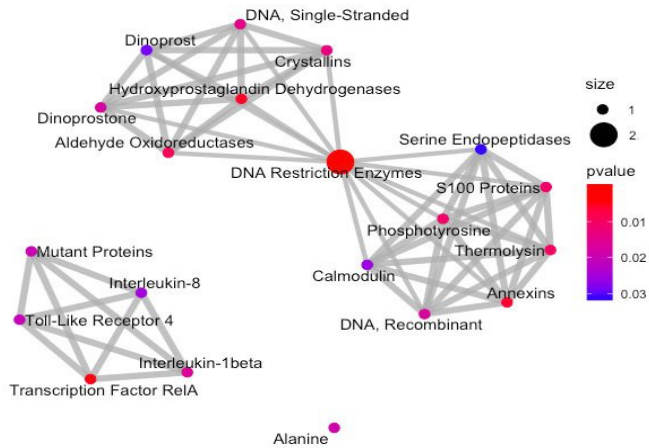 DNA, Single-Stranded
Dinoprost
Crystallins
Hydroxyprostaglandin Dehydrogenases
Dinoprostone
Aldehyde Oxidoreductases
DNA Restriction Enzymes
Serine Endopeptidases
S100 Proteins
Phosphotyrosine
Thermolysin
Calmodulin
Annexins
DNA, Recombinant
Mutant Proteins
Interleukin-8
Toll-Like Receptor 4
Interleukin-1beta
Transcription Factor RelA
Alanine
size
1
2
pvalue
0.01
0.02
0.03